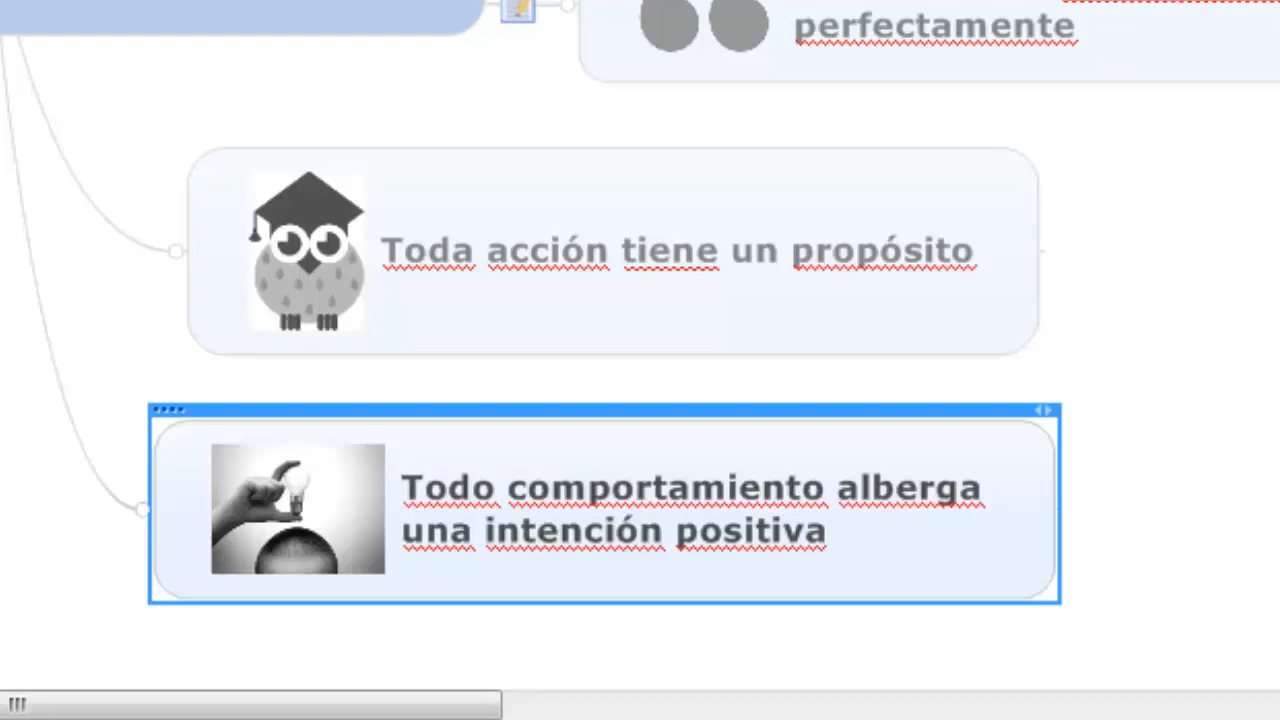 perfectamente
Toda acción tiene un propósito
Todo comportamiento alberga
una intención positiva